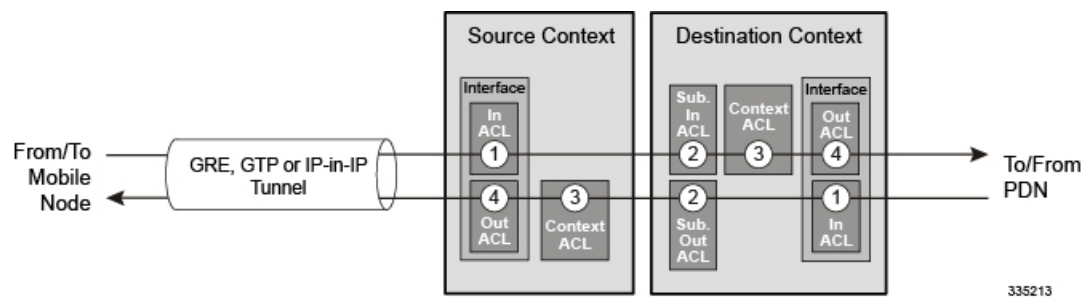 Source Context
Destination Context
Interface
In
ACL
1
4
Out
ACL
3
Context
ACL
Sub.
In
ACL
2
Context
ACL
3
Interface
Out
ACL
4
2
Sub.
Out
ACL
1
In
ACL
From/To
Mobile
Node
GRE, GTP or IP-in-IP
Tunnel
To/From
PDN
335213